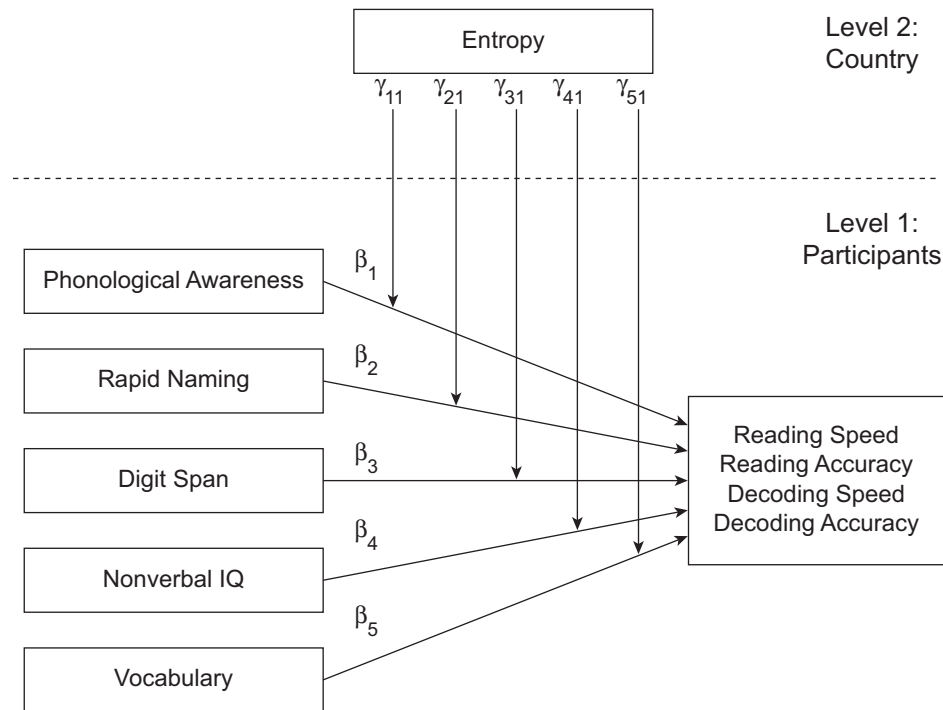 Entropy
Level 2:
Country
γ11 γ21 γ31 γ41 γ51
Level 1:
Participants
Phonological Awareness
β1
Rapid Naming
β2
Digit Span
β3
Nonverbal IQ
β4
Vocabulary
β5
Reading Speed
Reading Accuracy
Decoding Speed
Decoding Accuracy